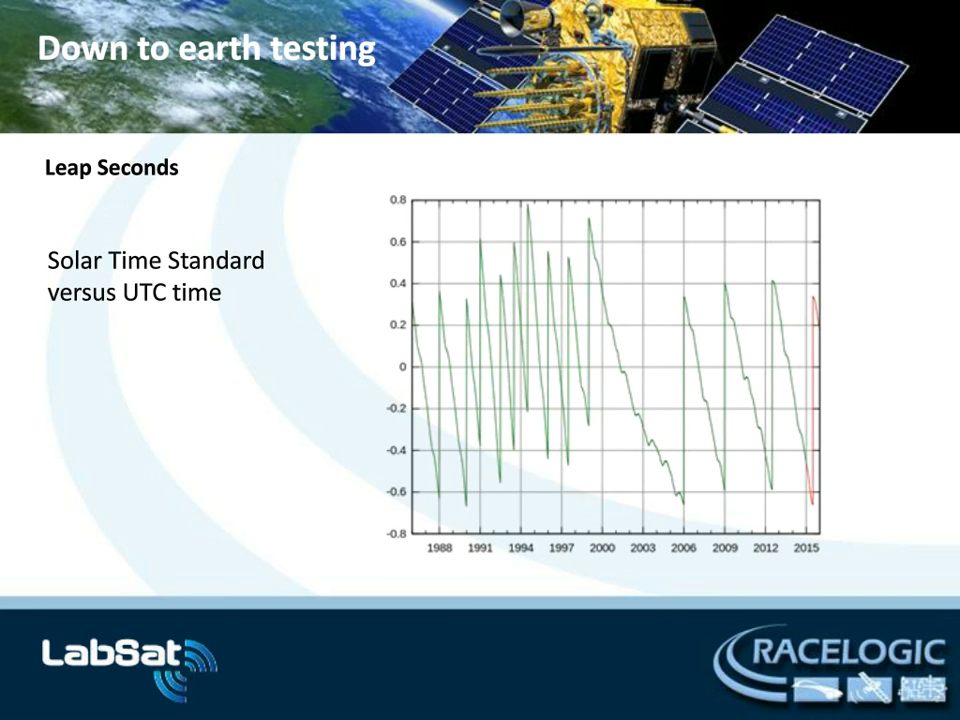 Down to earth testing
Leap Seconds
Solar Time Standard
versus UTC time
0.8
0.6
0.4
0.2
0
-0.2
-0.4
-0.6
-0.8
1988 1991 1994 1997 2000 2003 2006 2009 2012 2015
LabSat
RACELOGIC